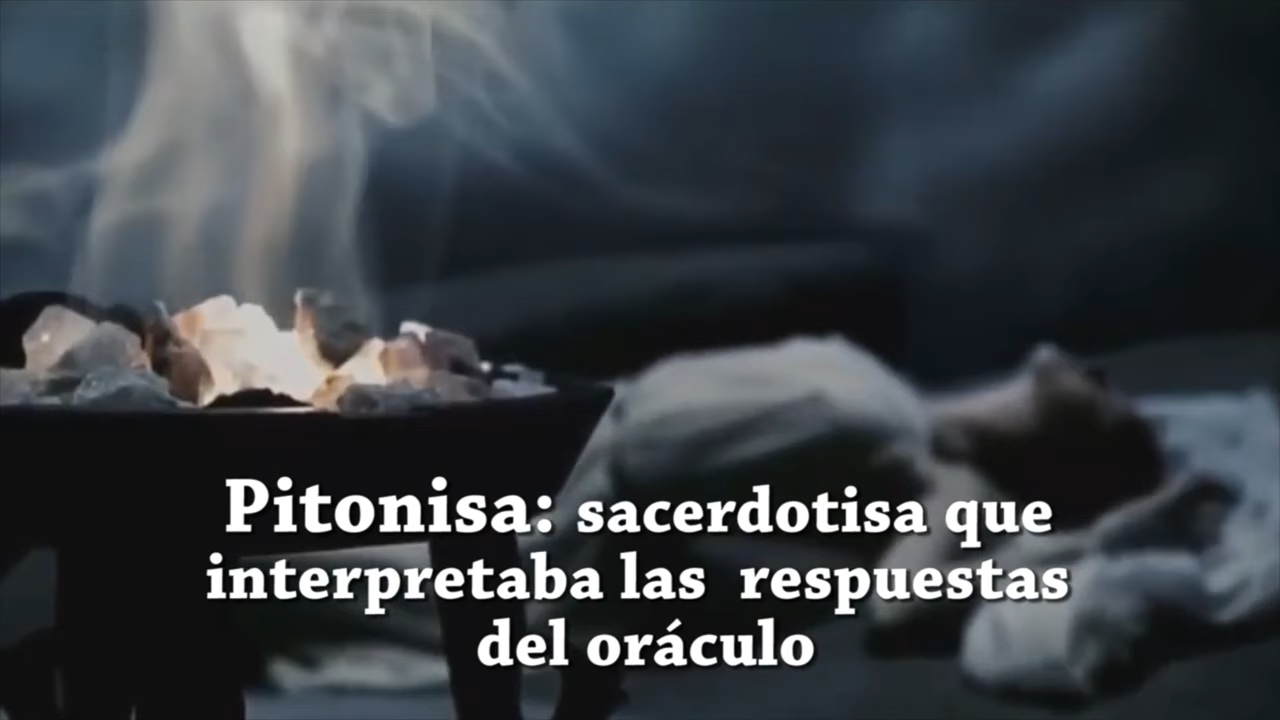 Pitonisa: sacerdotisa que
interpretaba las respuestas
del oráculo